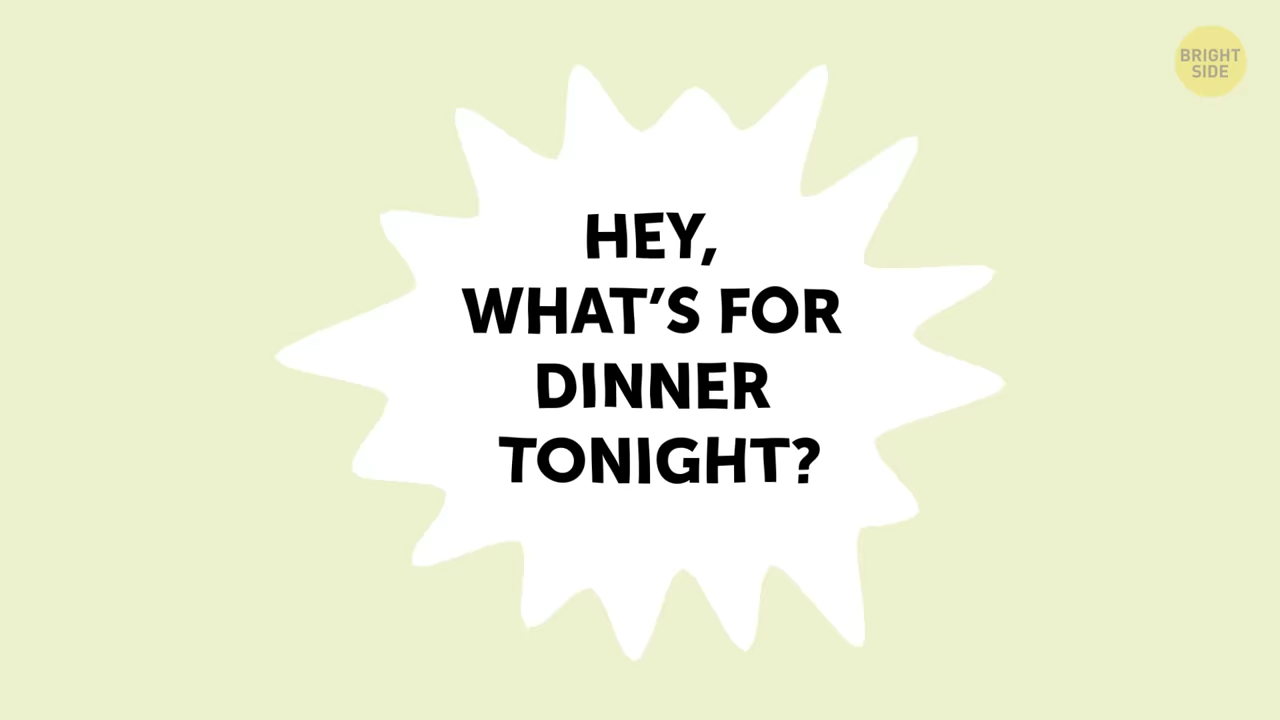 BRIGHT
SIDE
HEY,
WHAT'S FOR
DINNER
TONIGHT?